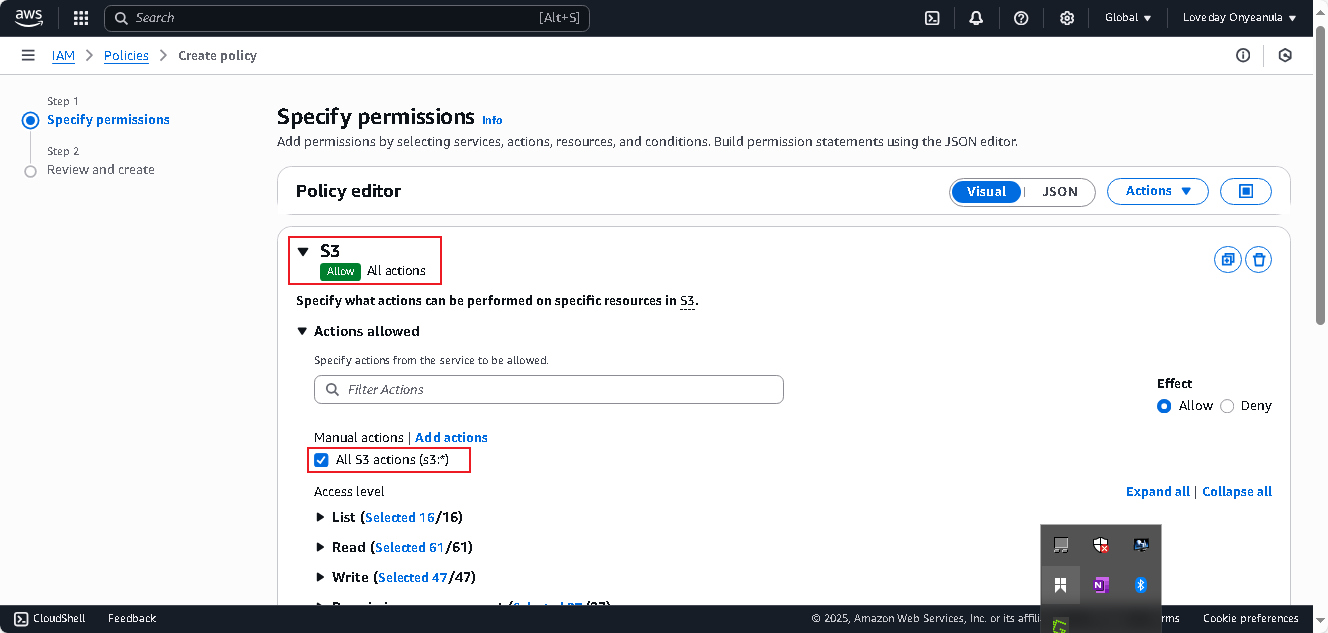 aws
Search [Alt+S]
Global ▼
Loveday Onyeanula ▼
IAM > Policies > Create policy
Step 1
Specify permissions
Step 2
Review and create
Specify permissions Info
Add permissions by selecting services, actions, resources, and conditions. Build permission statements using the JSON editor.
Policy editor
Visual | JSON
Actions ▼
S3
Allow All actions
Specify what actions can be performed on specific resources in S3.
Actions allowed
Specify actions from the service to be allowed.
Filter Actions
Effect
Allow Deny
Manual actions | Add actions
All S3 actions (s3:*)
Access level
Expand all | Collapse all
List (Selected 16/16)
Read (Selected 61/61)
Write (Selected 47/47)
N
CloudShell Feedback
© 2025, Amazon Web Services, Inc. or its
Cookie preferences